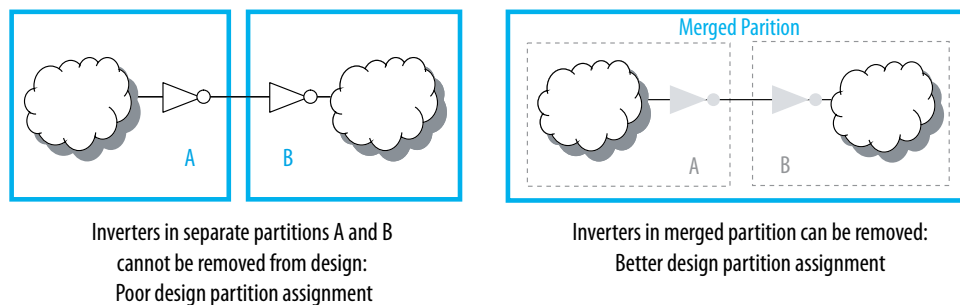 A
B
Inverters in separate partitions A and B
cannot be removed from design:
Poor design partition assignment
Merged Parition
A
B
Inverters in merged partition can be removed:
Better design partition assignment